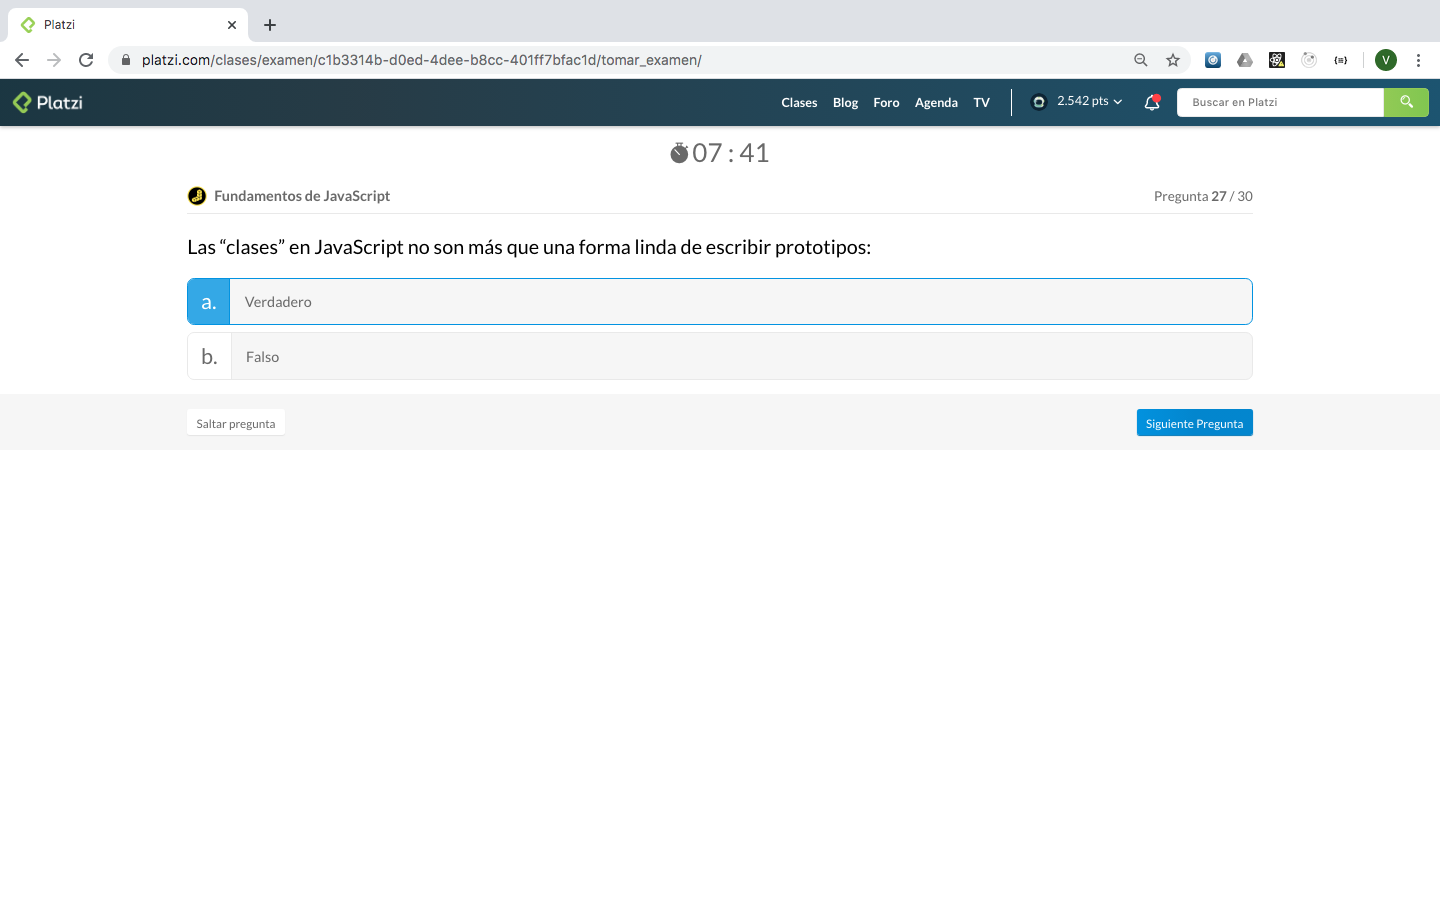 Platzi
platzi.com/clases/examen/c1b3314b-d0ed-4dee-b8cc-401ff7bfac1d/tomar_examen/
V
Platzi
Clases Blog Foro Agenda TV 2.542 pts Buscar en Platzi
07 : 41
Fundamentos de JavaScript Pregunta 27 / 30
Las “clases” en JavaScript no son más que una forma linda de escribir prototipos:
a. Verdadero
b. Falso
Saltar pregunta Siguiente Pregunta